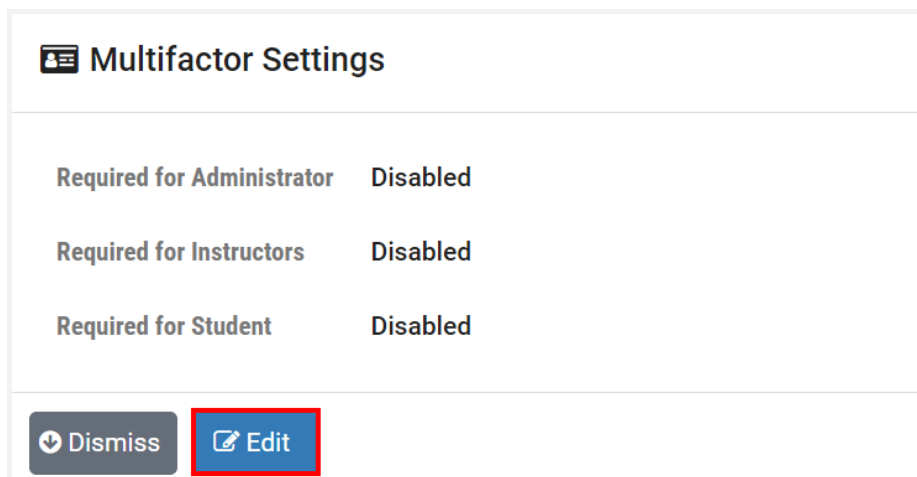 Multifactor Settings
Required for Administrator Disabled
Required for Instructors Disabled
Required for Student Disabled
Dismiss Edit